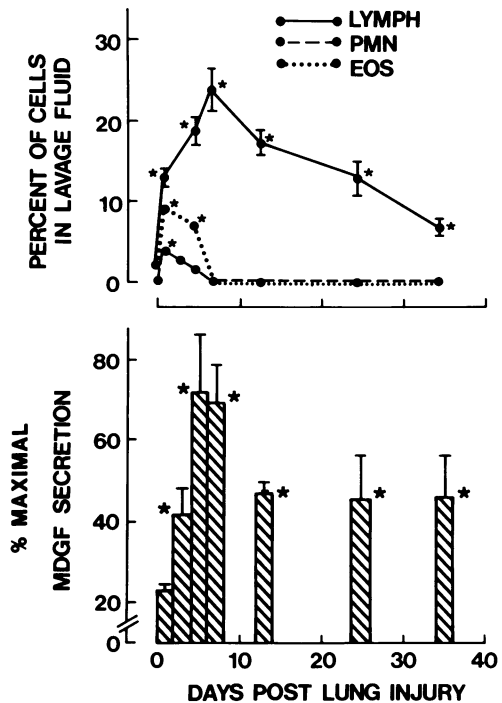 LYMPH
PMN
EOS
PERCENT OF CELLS
IN LAVAGE FLUID
30
20
10
0
* * * * * * *
* *
*
% MAXIMAL
MDGF SECRETION
80
60
40
20
0
* * * * * *
0 10 20 30 40
DAYS POST LUNG INJURY